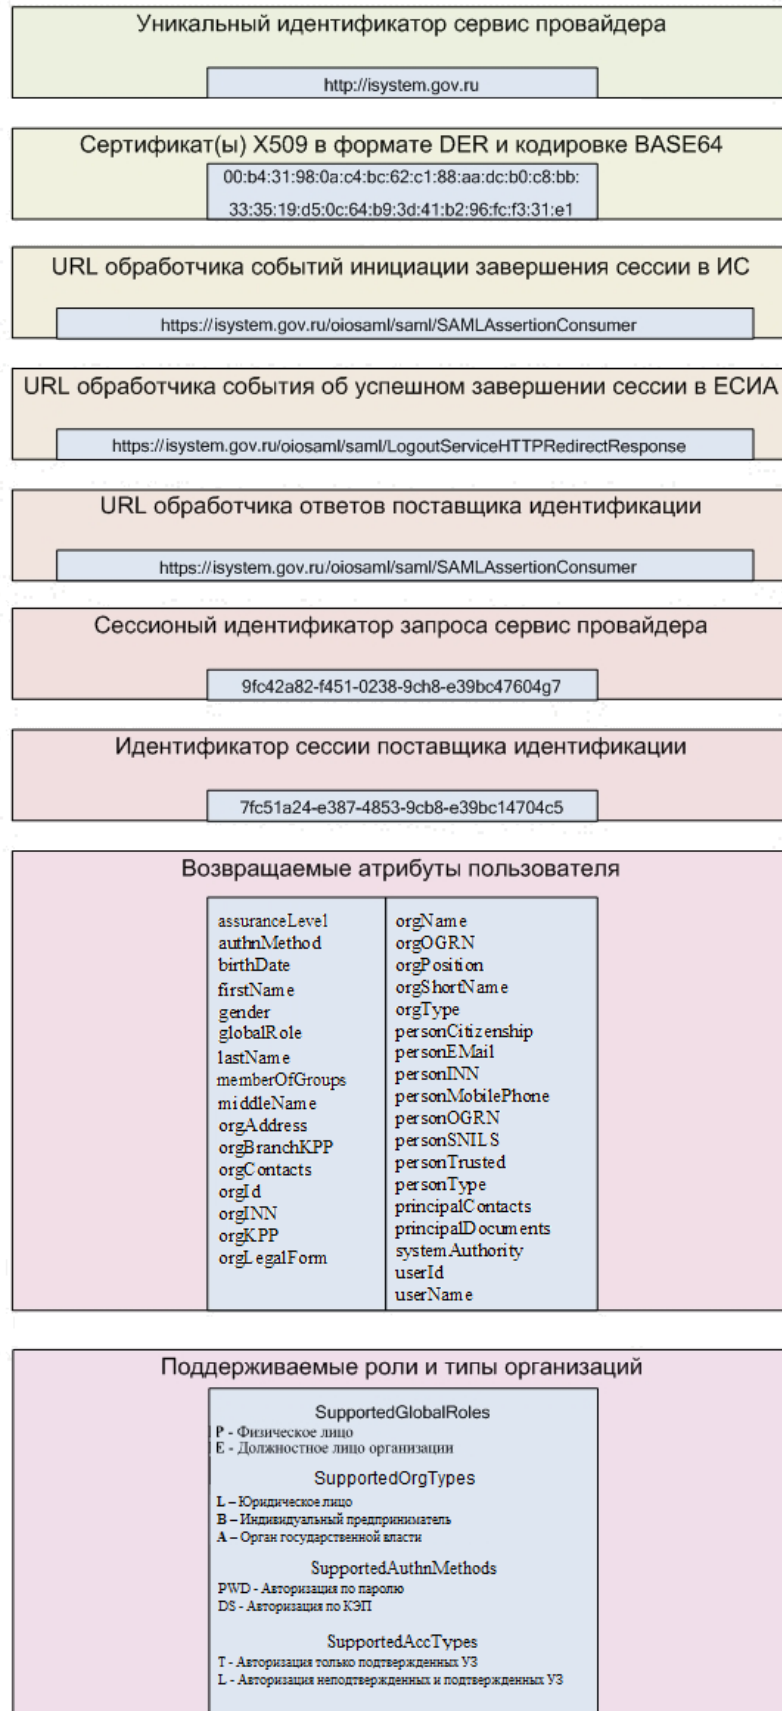 Уникальный идентификатор сервис провайдера
http://isystem.gov.ru
Сертификат(ы) X509 в формате DER и кодировке BASE64
00:b4:31:98:0a:c4:bc:62:c1:88:aa:dc:b0:c8:bb:
33:35:19:d5:0c:64:b9:3d:41:b2:96:fc:f3:31:e1
URL обработчика событий инициации завершения сессии в ИС
https://isystem.gov.ru/oiosaml/saml/SAMLAssertionConsumer
URL обработчика события об успешном завершении сессии в ЕСИА
https://isystem.gov.ru/oiosaml/saml/LogoutServiceHTTPRedirectResponse
URL обработчика ответов поставщика идентификации
https://isystem.gov.ru/oiosaml/saml/SAMLAssertionConsumer
Сессионый идентификатор запроса сервис провайдера
9fc42a82-f451-0238-9ch8-e39bc47604g7
Идентификатор сессии поставщика идентификации
7fc51a24-e387-4853-9cb8-e39bc14704c5
Возвращаемые атрибуты пользователя
assuranceLevel
authnMethod
birthDate
firstName
gender
globalRole
lastName
memberOfGroups
middleName
orgAddress
orgBranchKPP
orgContacts
orgId
orgINN
orgKPP
orgLegalForm
orgName
orgOGRN
orgPosition
orgShortName
orgType
personCitizenship
personEMail
personINN
personMobilePhone
personOGRN
personSNILS
personTrusted
personType
principalContacts
principalDocuments
systemAuthority
userId
userName
Поддерживаемые роли и типы организаций
SupportedGlobalRoles
P - Физическое лицо
E - Должностное лицо организации
SupportedOrgTypes
L – Юридическое лицо
B – Индивидуальный предприниматель
A – Орган государственной власти
SupportedAuthnMethods
PWD - Авторизация по паролю
DS - Авторизация по КЭП
SupportedAccTypes
T - Авторизация только подтвержденных УЗ
L - Авторизация неподтвержденных и подтвержденных УЗ